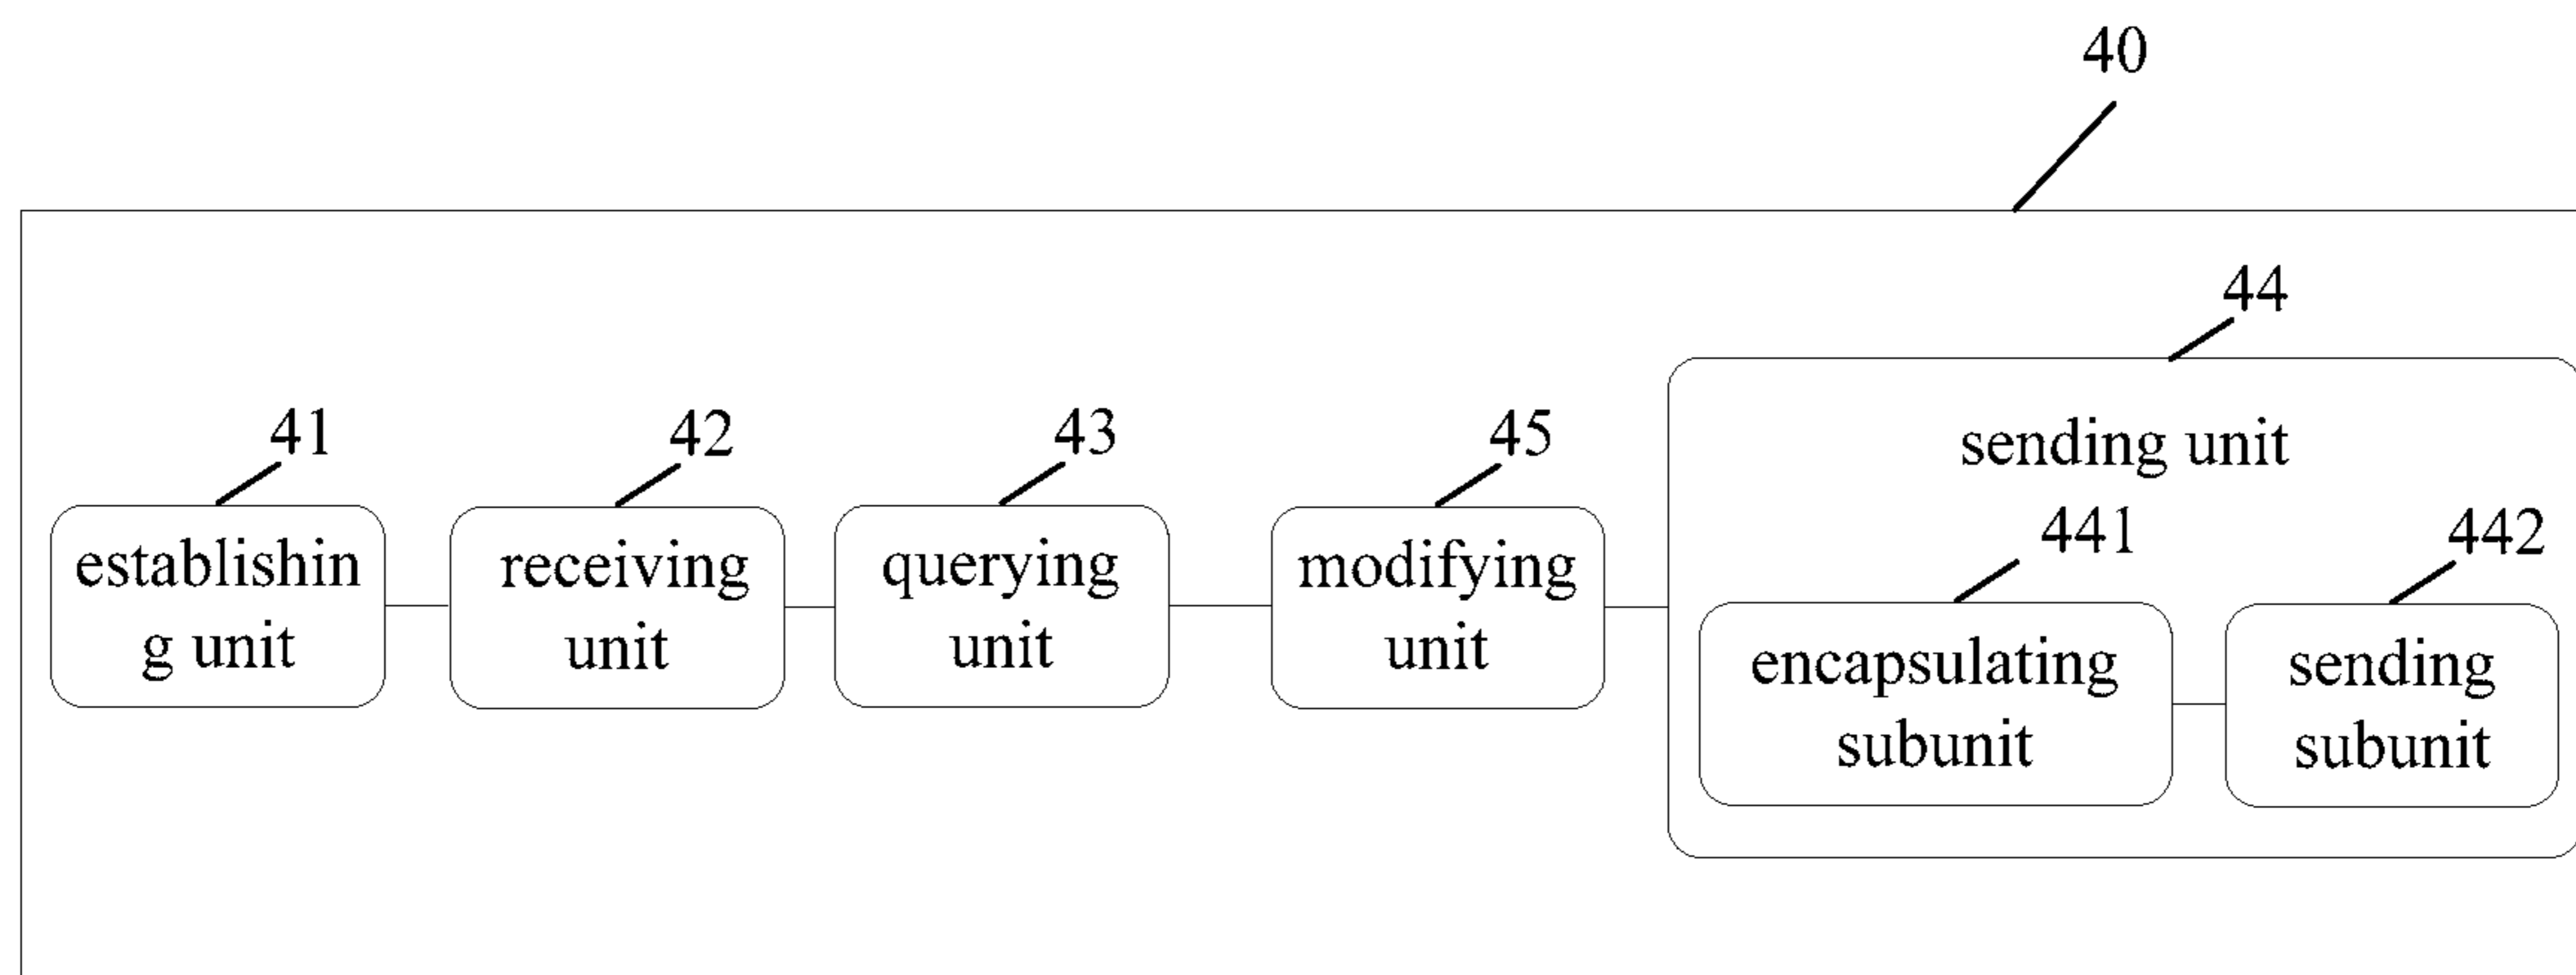 40
44
sending unit
41
42
43
45
establishin
g unit
receiving
unit
querying
unit
modifying
unit
441
442
encapsulating
subunit
sending
subunit